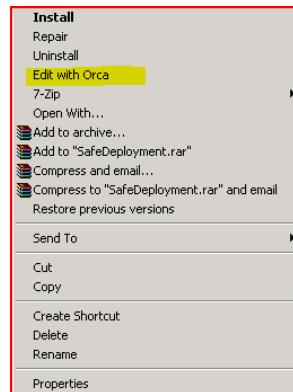 Install
Repair
Uninstall
Edit with Orca
7-Zip
Open With...
Add to archive...
Add to "SafeDeployment.rar"
Compress and email...
Compress to "SafeDeployment.rar" and email
Restore previous versions
Send To
Cut
Copy
Create Shortcut
Delete
Rename
Properties